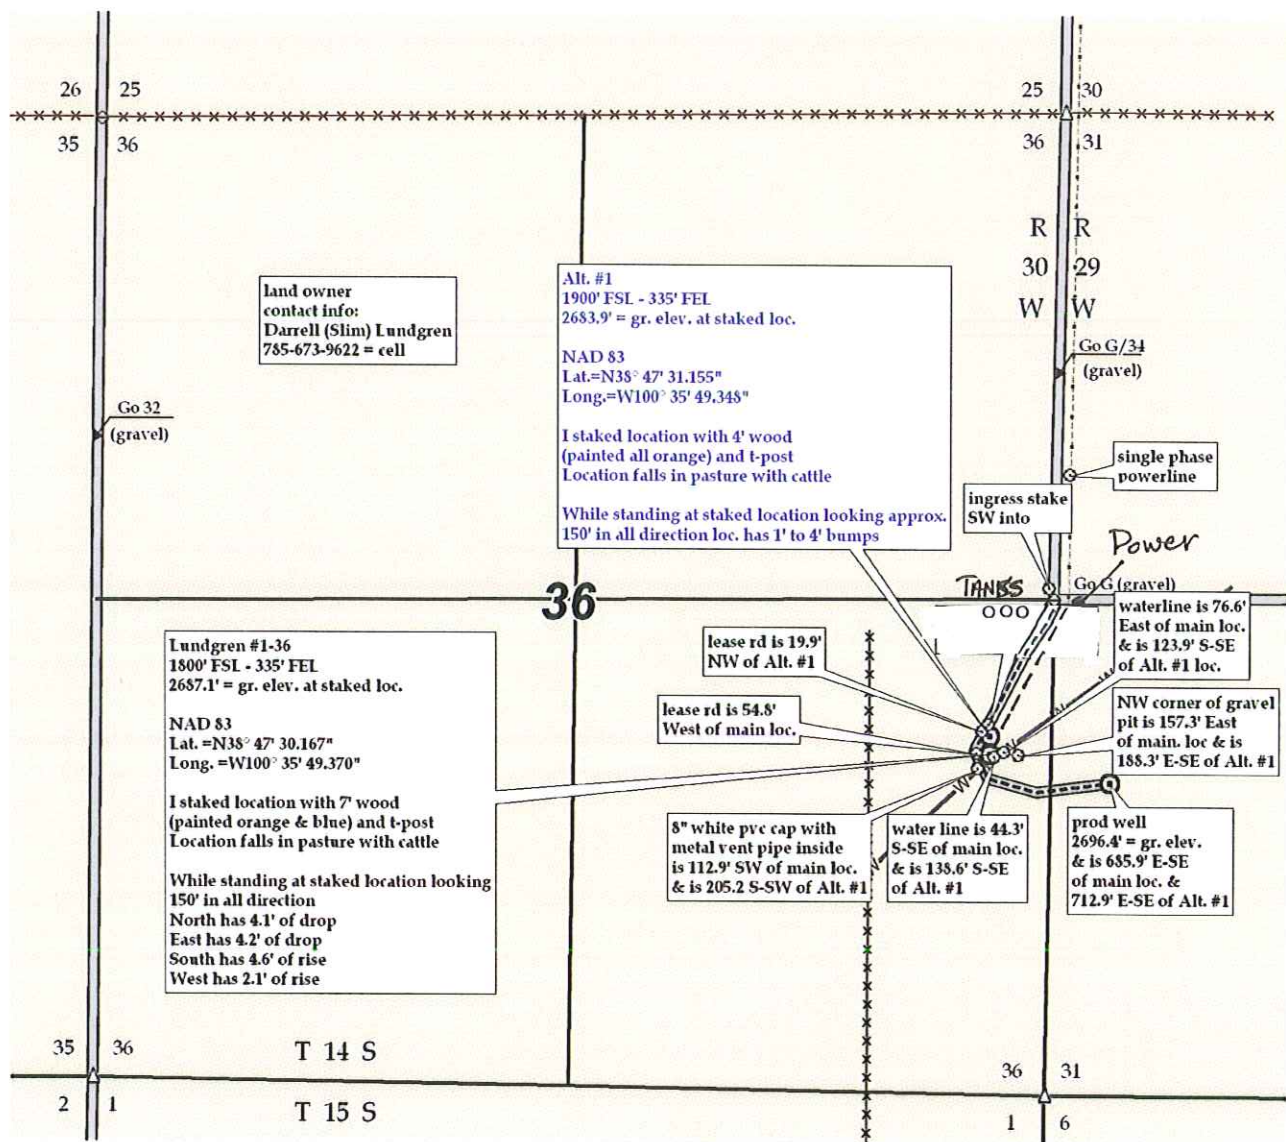 26 25
25 30
35 36
36 31
R R
30 29
W W
land owner
contact info:
Darrell (Slim) Lundgren
785-673-9622 = cell
Alt. #1
1900' FSL - 335' FEL
2683.9' = gr. elev. at staked loc.
NAD 83
Lat.=N38° 47' 31.155"
Long.=W100° 35' 49.348"
I staked location with 4' wood
(painted all orange) and t-post
Location falls in pasture with cattle
While standing at staked location looking approx.
150' in all direction loc. has 1' to 4' bumps
Go G/34
(gravel)
Go 32
(gravel)
single phase
powerline
ingress stake
SW into
Power
TANKS
Go G (gravel)
36
waterline is 76.6'
East of main loc.
& is 123.9' S-SE
of Alt. #1 loc.
lease rd is 19.9'
NW of Alt. #1
Lundgren #1-36
1800' FSL - 335' FEL
2687.1' = gr. elev. at staked loc.
NAD 83
Lat. =N38° 47' 30.167"
Long. =W100° 35' 49.370"
I staked location with 7' wood
(painted orange & blue) and t-post
Location falls in pasture with cattle
While standing at staked location looking
150' in all direction
North has 4.1' of drop
East has 4.2' of drop
South has 4.6' of rise
West has 2.1' of rise
lease rd is 54.8'
West of main loc.
NW corner of gravel
pit is 157.3' East
of main. loc & is
188.3' E-SE of Alt. #1
W
W
8" white pvc cap with
metal vent pipe inside
is 112.9' SW of main loc.
& is 205.2 S-SW of Alt. #1
water line is 44.3'
S-SE of main loc.
& is 138.6' S-SE
of Alt. #1
prod well
2696.4' = gr. elev.
& is 685.9' E-SE
of main loc. &
712.9' E-SE of Alt. #1
35 36
T 14 S
36 31
2 1
T 15 S
1 6